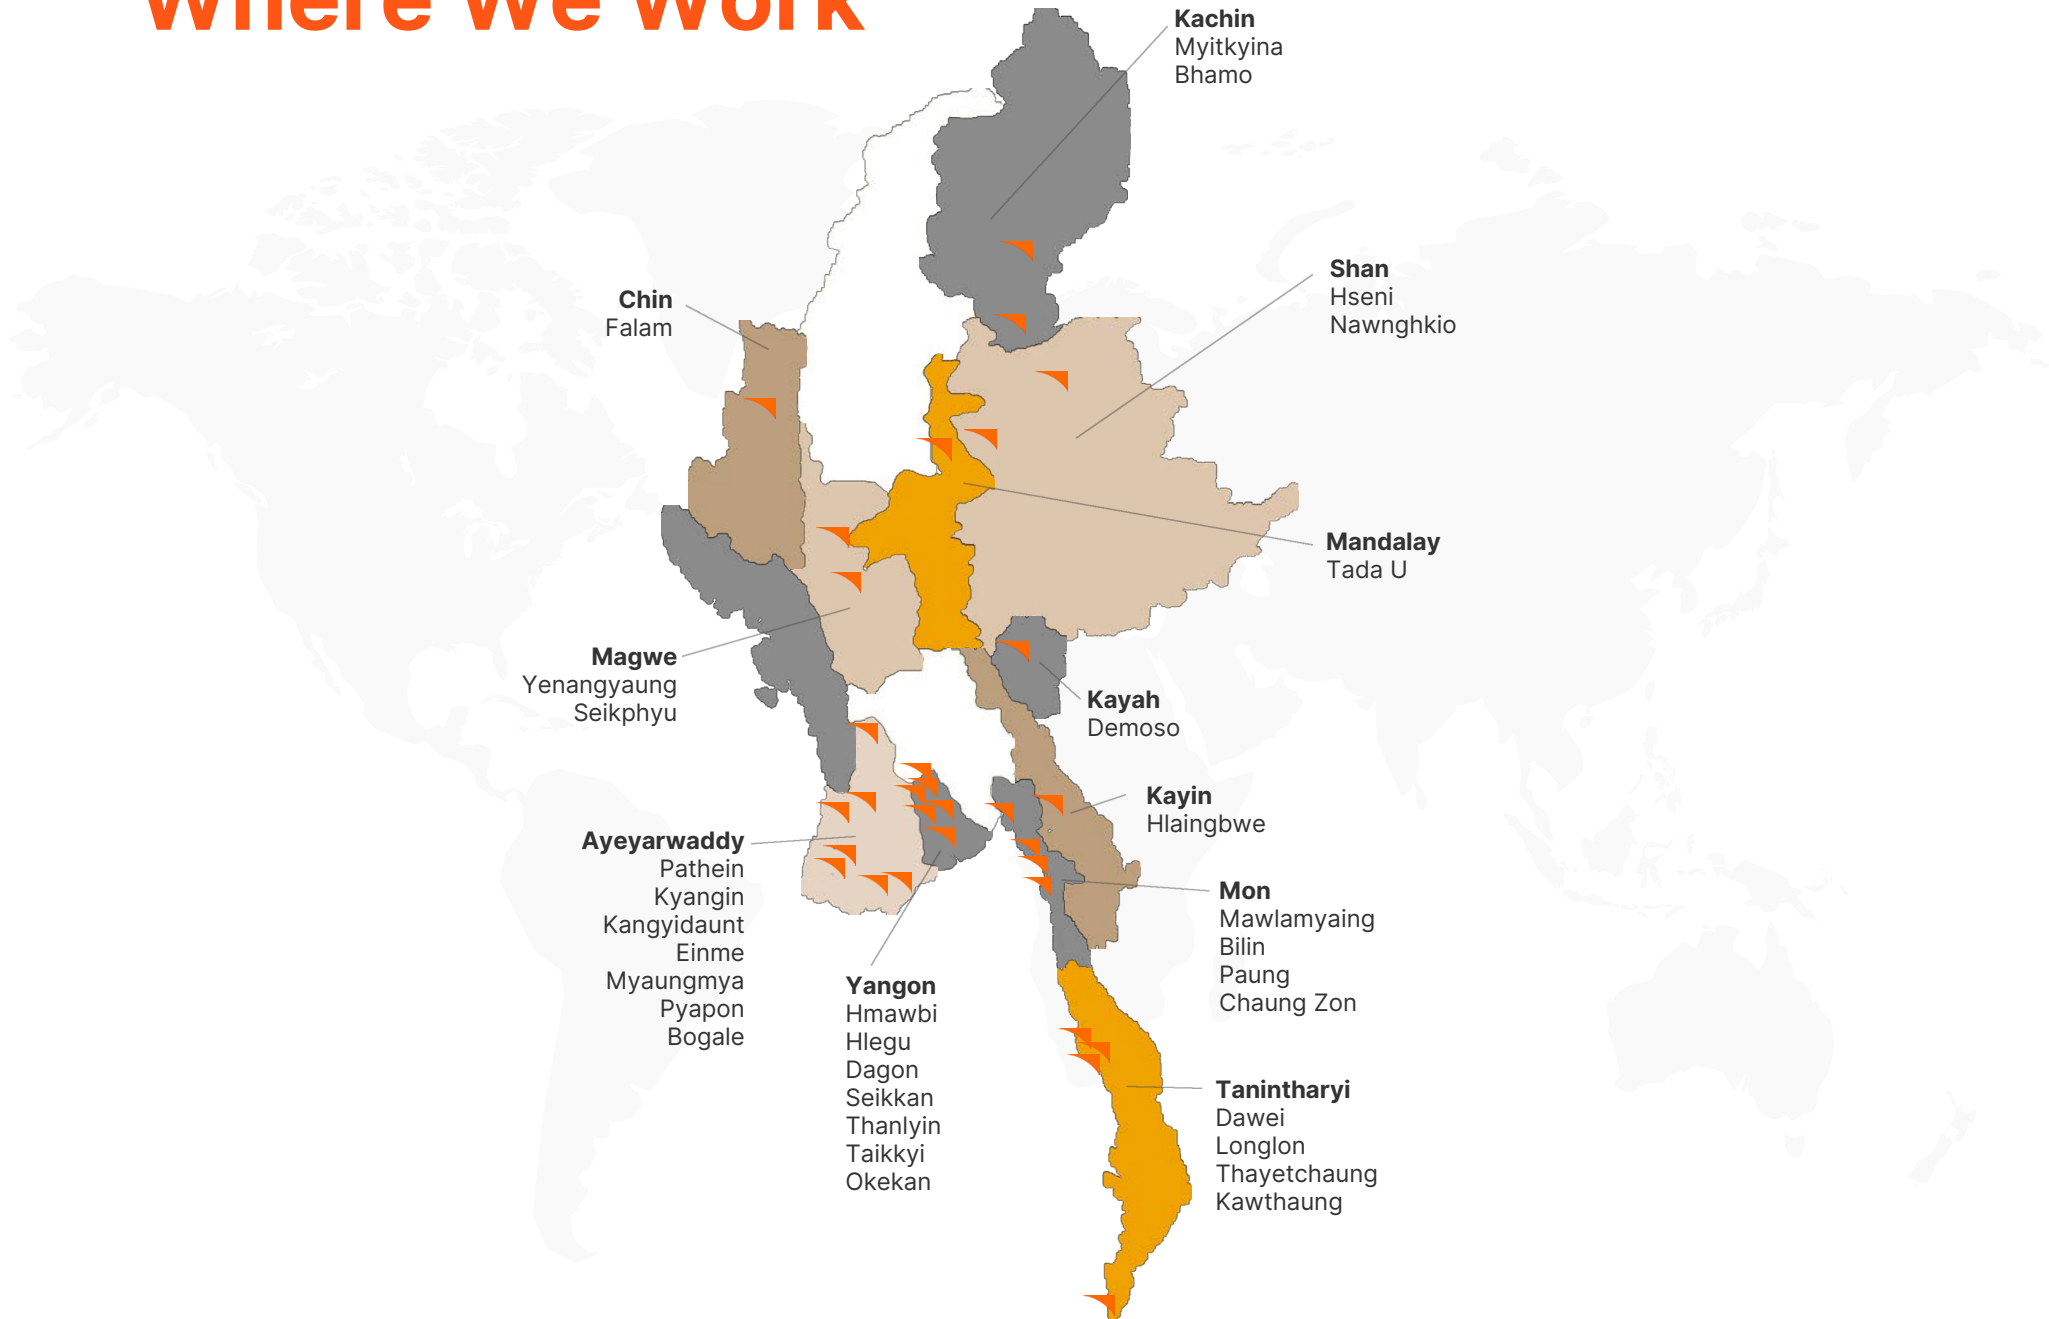 Where We Work
Kachin
Myitkyina
Bhamo
Shan
Hseni
Nawnghkio
Chin
Falam
Mandalay
Tada U
Magwe
Yenangyaung
Seikphyu
Kayah
Demoso
Kayin
Hlaingbwe
Ayeyarwaddy
Pathein
Kyangin
Kangyidaunt
Einme
Myaungmya
Pyapon
Bogale
Mon
Mawlamyaing
Bilin
Paung
Chaung Zon
Yangon
Hmawbi
Hlegu
Dagon
Seikkan
Thanlyin
Taikkyi
Okekan
Tanintharyi
Dawei
Longlon
Thayetchaung
Kawthaung